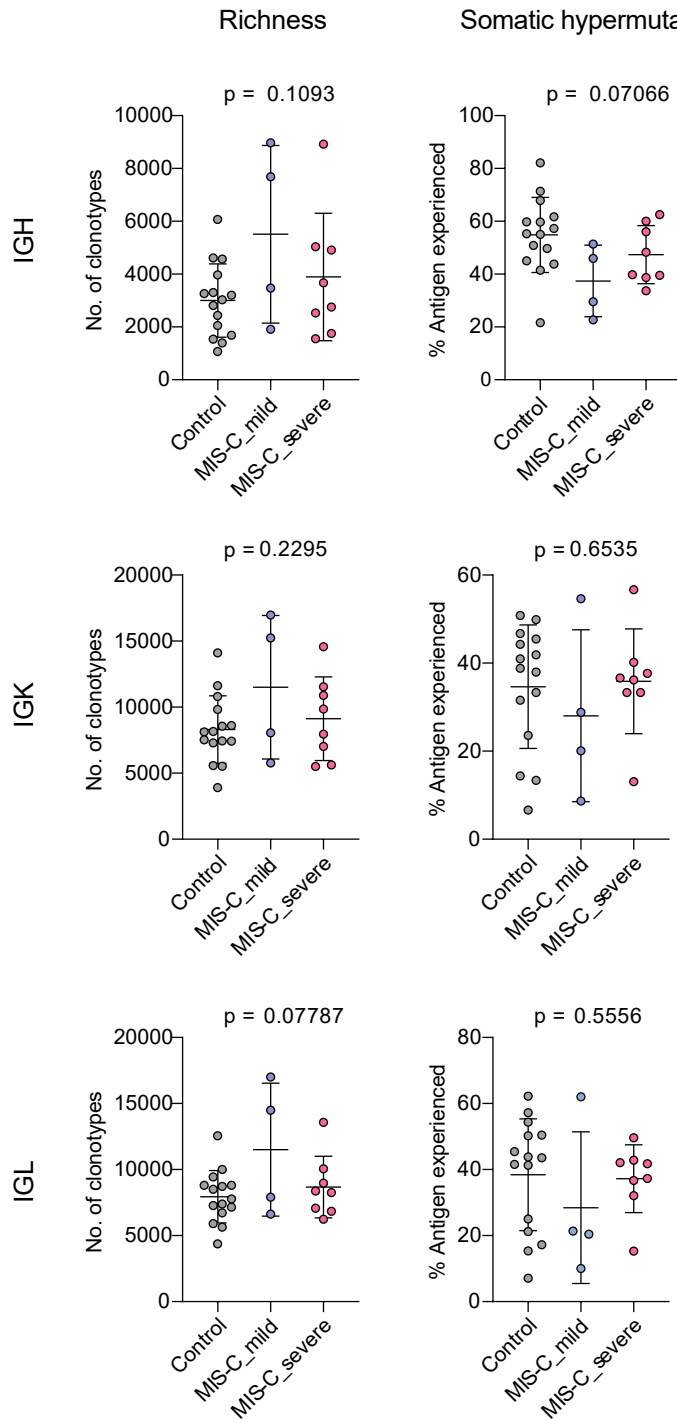 Richness
Somatic hypermuta
IGH
p = 0.1093
No. of clonotypes
10000
8000
6000
4000
2000
0
Control
MIS-C_mild
MIS-C_severe
p = 0.07066
% Antigen experienced
100
80
60
40
20
0
Control
MIS-C_mild
MIS-C_severe
IGK
p = 0.2295
No. of clonotypes
20000
15000
10000
5000
0
Control
MIS-C_mild
MIS-C_severe
p = 0.6535
% Antigen experienced
60
40
20
0
Control
MIS-C_mild
MIS-C_severe
IGL
p = 0.07787
No. of clonotypes
20000
15000
10000
5000
0
Control
MIS-C_mild
MIS-C_severe
p = 0.5556
% Antigen experienced
80
60
40
20
0
Control
MIS-C_mild
MIS-C_severe